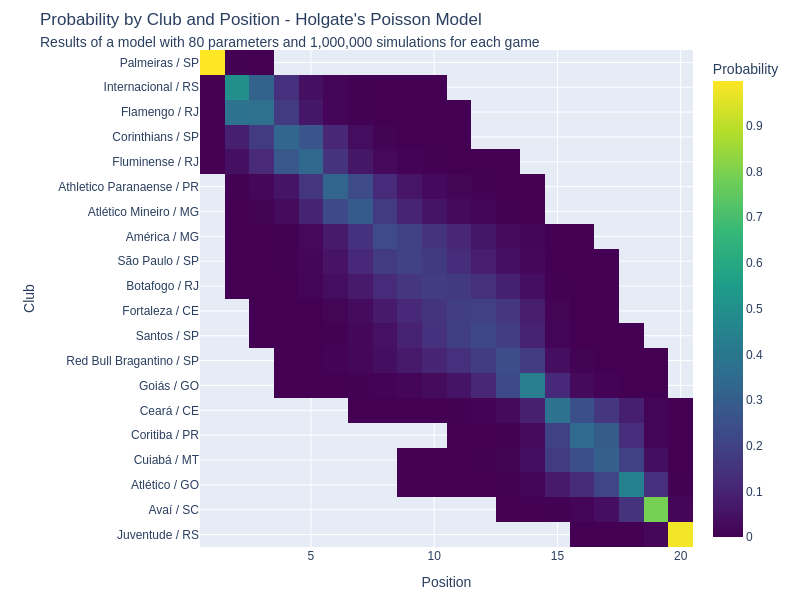 Probability by Club and Position - Holgate's Poisson Model
Results of a model with 80 parameters and 1,000,000 simulations for each game
Probability
Club
Palmeiras / SP
Internacional / RS
Flamengo / RJ
Corinthians / SP
Fluminense / RJ
Athletico Paranaense / PR
Atlético Mineiro / MG
América / MG
São Paulo / SP
Botafogo / RJ
Fortaleza / CE
Santos / SP
Red Bull Bragantino / SP
Goiás / GO
Ceará / CE
Coritiba / PR
Cuiabá / MT
Atlético / GO
Avaí / SC
Juventude / RS
0.9
0.8
0.7
0.6
0.5
0.4
0.3
0.2
0.1
0
5 10 15 20
Position